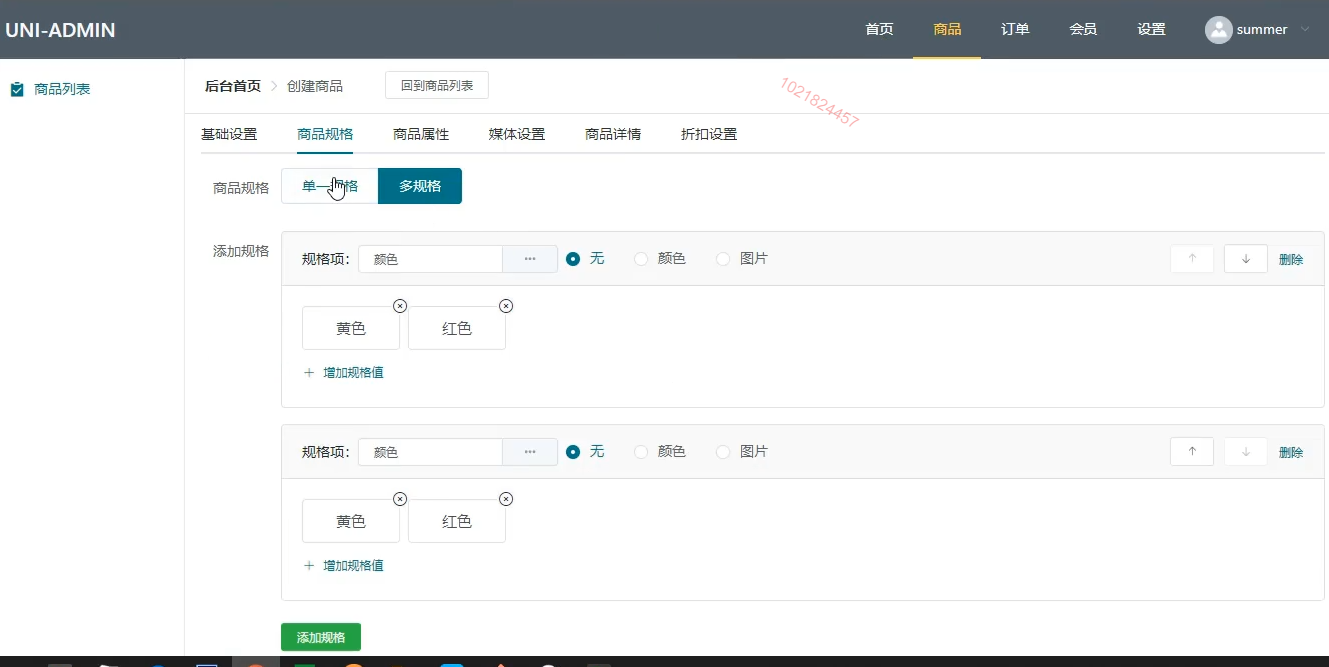 UNI-ADMIN 首页 商品 订单 会员 设置 summer
商品列表
后台首页 创建商品 回到商品列表
1021824457
基础设置 商品规格 商品属性 媒体设置 商品详情 折扣设置
商品规格 单一规格 多规格
添加规格
规格项: 颜色 ··· 无 颜色 图片 ↑ ↓ 删除
黄色 红色
+ 增加规格值
规格项: 颜色 ··· 无 颜色 图片 ↑ ↓ 删除
黄色 红色
+ 增加规格值
添加规格